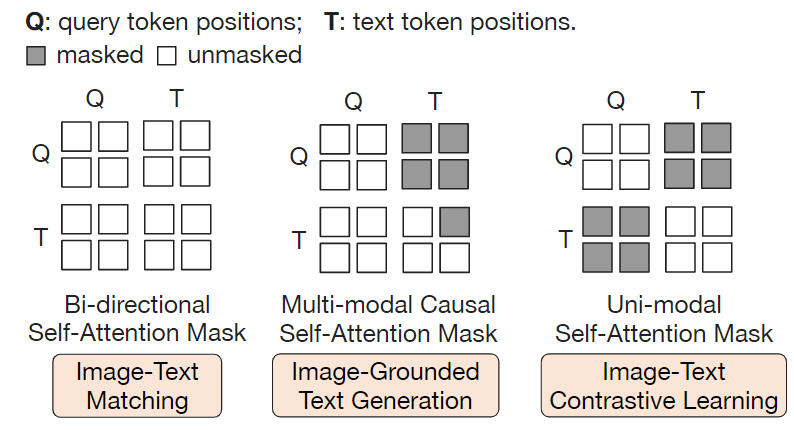 Q: query token positions; T: text token positions.
masked unmasked
Q T
Q
T
Bi-directional
Self-Attention Mask
Image-Text
Matching
Q T
Q
T
Multi-modal Causal
Self-Attention Mask
Image-Grounded
Text Generation
Q T
Q
T
Uni-modal
Self-Attention Mask
Image-Text
Contrastive Learning